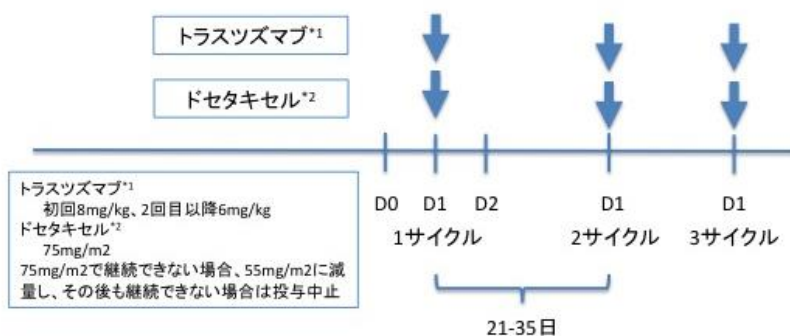 トラスツズマブ*1
ドセタキセル*2
D0 D1 D2 D1 D1
1サイクル 2サイクル 3サイクル
21-35日
トラスツズマブ*1
初回8mg/kg、2回目以降6mg/kg
ドセタキセル*2
75mg/m2
75mg/m2で継続できない場合、55mg/m2に減
量し、その後も継続できない場合は投与中止